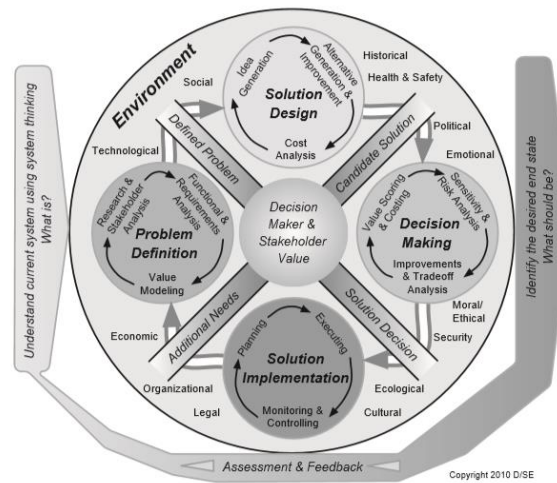 Environment
Historical
Health & Safety
Social
Political
Technological
Emotional
Idea
Generation
Alternative
Generation &
Improvement
Solution
Design
Cost
Analysis
Defined Problem
Candidate Solution
Research &
Stakeholder
Analysis
Functional &
Requirements
Analysis
Problem
Definition
Value
Modeling
Decision
Maker &
Stakeholder
Value
Value Scoring
& Costing
Sensitivity &
Risk Analysis
Decision
Making
Improvements
& Tradeoff
Analysis
Additional Needs
Solution Decision
Moral/
Ethical
Economic
Security
Planning
Executing
Solution
Implementation
Monitoring &
Controlling
Organizational
Ecological
Legal
Cultural
Understand current system using system thinking
What is?
Identify the desired end state
What should be?
Assessment & Feedback
Copyright 2010 D/SE